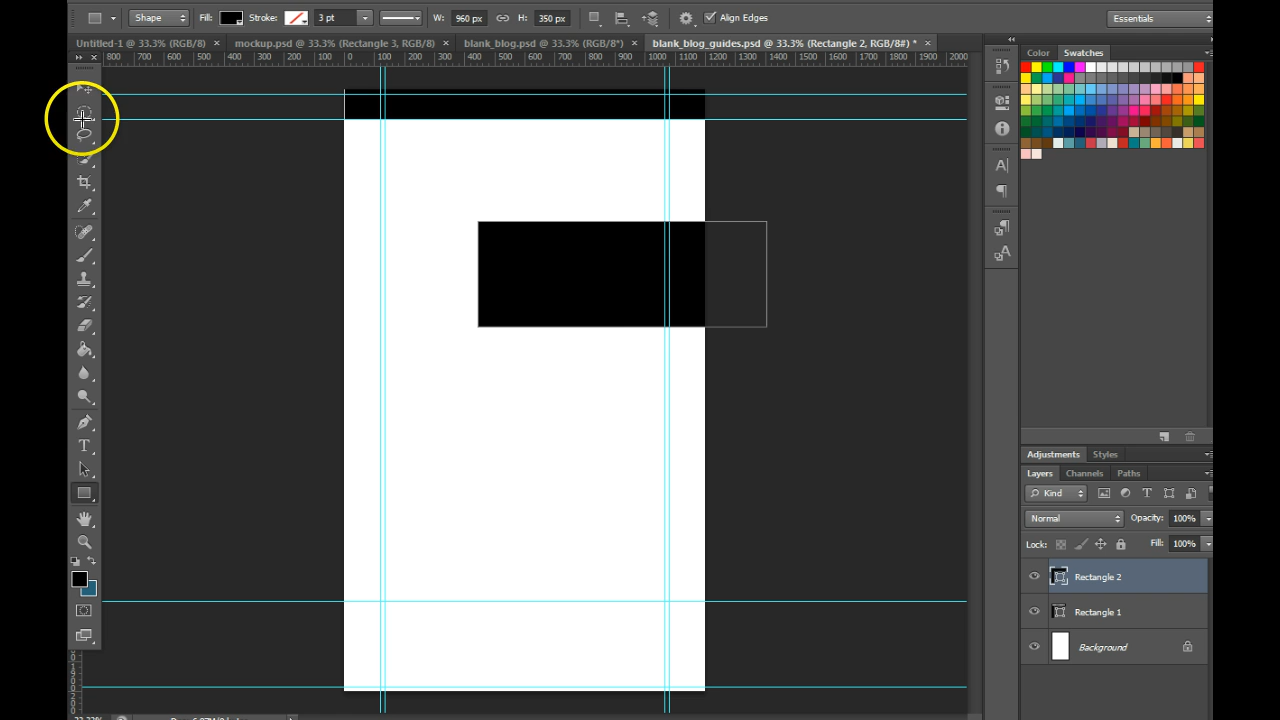 Shape Fill: Stroke: 3 pt W: 960 px H: 350 px Align Edges Essentials
Untitled-1 @ 33.3% (RGB/8) × mockup.psd @ 33.3% (Rectangle 3, RGB/8) × blank_blog.psd @ 33.3% (RGB/8*) × blank_blog_guides.psd @ 33.3% (Rectangle 2, RGB/8#) * ×
Color Swatches
800 700 600 500 400 300 200 100 0 100 200 300 400 500 600 700 800 900 1000 1100 1200 1300 1400 1500 1600 1700 1800 1900 2000
Adjustments Styles
Layers Channels Paths
Kind
Normal Opacity: 100%
Lock: Fill: 100%
Rectangle 2
Rectangle 1
Background